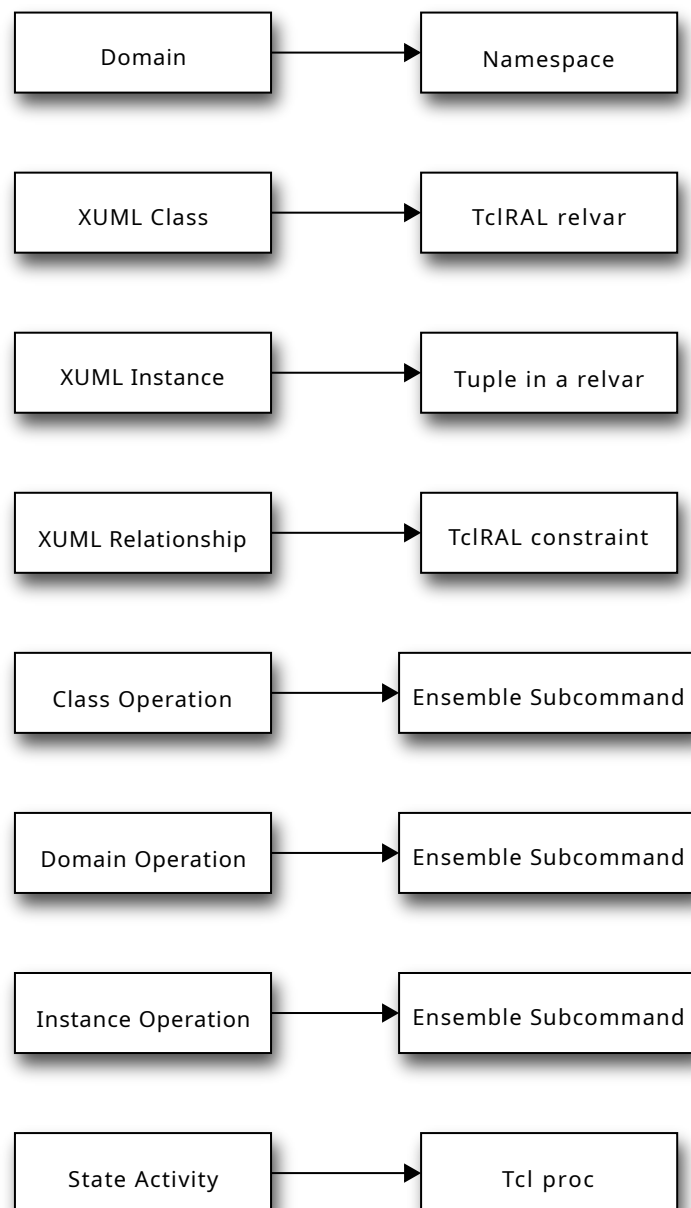 Domain
Namespace
XUML Class
TclRAL relvar
XUML Instance
Tuple in a relvar
XUML Relationship
TclRAL constraint
Class Operation
Ensemble Subcommand
Domain Operation
Ensemble Subcommand
Instance Operation
Ensemble Subcommand
State Activity
Tcl proc